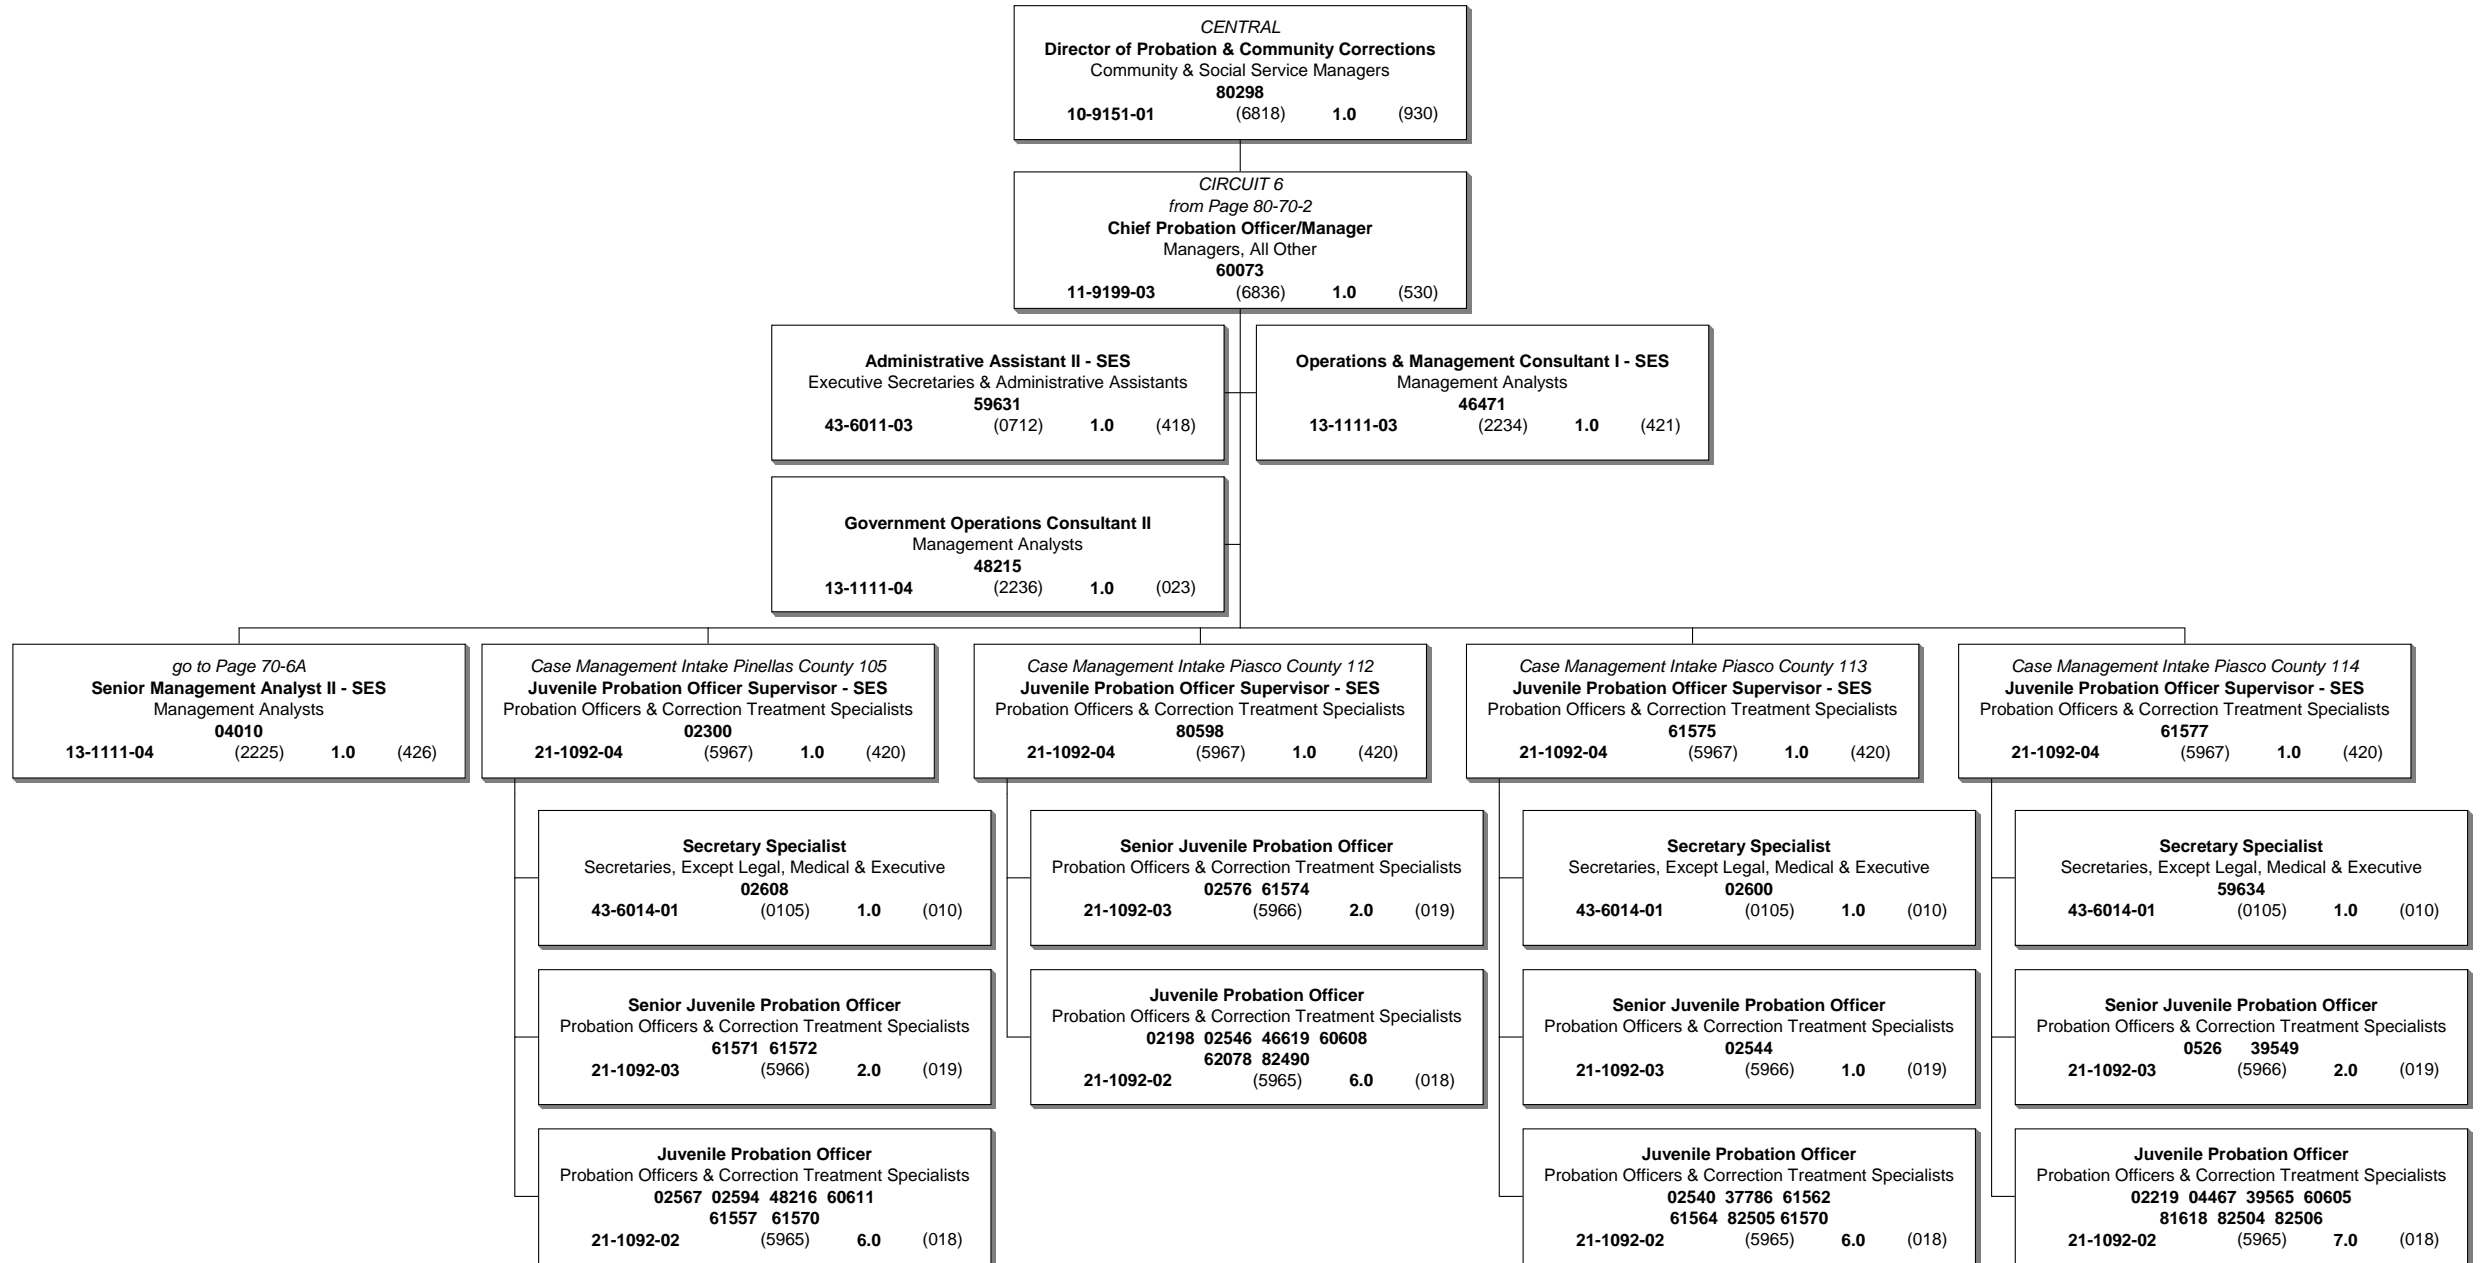 CENTRAL
Director of Probation & Community Corrections
Community & Social Service Managers
80298
10-9151-01 (6818) 1.0 (930)
CIRCUIT 6
from Page 80-70-2
Chief Probation Officer/Manager
Managers, All Other
60073
11-9199-03 (6836) 1.0 (530)
Administrative Assistant II - SES
Executive Secretaries & Administrative Assistants
59631
43-6011-03 (0712) 1.0 (418)
Operations & Management Consultant I - SES
Management Analysts
46471
13-1111-03 (2234) 1.0 (421)
Government Operations Consultant II
Management Analysts
48215
13-1111-04 (2236) 1.0 (023)
go to Page 70-6A
Senior Management Analyst II - SES
Management Analysts
04010
13-1111-04 (2225) 1.0 (426)
Case Management Intake Pinellas County 105
Juvenile Probation Officer Supervisor - SES
Probation Officers & Correction Treatment Specialists
02300
21-1092-04 (5967) 1.0 (420)
Secretary Specialist
Secretaries, Except Legal, Medical & Executive
02608
43-6014-01 (0105) 1.0 (010)
Senior Juvenile Probation Officer
Probation Officers & Correction Treatment Specialists
61571 61572
21-1092-03 (5966) 2.0 (019)
Juvenile Probation Officer
Probation Officers & Correction Treatment Specialists
02567 02594 48216 60611
61557 61570
21-1092-02 (5965) 6.0 (018)
Case Management Intake Piasco County 112
Juvenile Probation Officer Supervisor - SES
Probation Officers & Correction Treatment Specialists
80598
21-1092-04 (5967) 1.0 (420)
Senior Juvenile Probation Officer
Probation Officers & Correction Treatment Specialists
02576 61574
21-1092-03 (5966) 2.0 (019)
Juvenile Probation Officer
Probation Officers & Correction Treatment Specialists
02198 02546 46619 60608
62078 82490
21-1092-02 (5965) 6.0 (018)
Case Management Intake Piasco County 113
Juvenile Probation Officer Supervisor - SES
Probation Officers & Correction Treatment Specialists
61575
21-1092-04 (5967) 1.0 (420)
Secretary Specialist
Secretaries, Except Legal, Medical & Executive
02600
43-6014-01 (0105) 1.0 (010)
Senior Juvenile Probation Officer
Probation Officers & Correction Treatment Specialists
02544
21-1092-03 (5966) 1.0 (019)
Juvenile Probation Officer
Probation Officers & Correction Treatment Specialists
02540 37786 61562
61564 82505 61570
21-1092-02 (5965) 6.0 (018)
Case Management Intake Piasco County 114
Juvenile Probation Officer Supervisor - SES
Probation Officers & Correction Treatment Specialists
61577
21-1092-04 (5967) 1.0 (420)
Secretary Specialist
Secretaries, Except Legal, Medical & Executive
59634
43-6014-01 (0105) 1.0 (010)
Senior Juvenile Probation Officer
Probation Officers & Correction Treatment Specialists
0526 39549
21-1092-03 (5966) 2.0 (019)
Juvenile Probation Officer
Probation Officers & Correction Treatment Specialists
02219 04467 39565 60605
81618 82504 82506
21-1092-02 (5965) 7.0 (018)